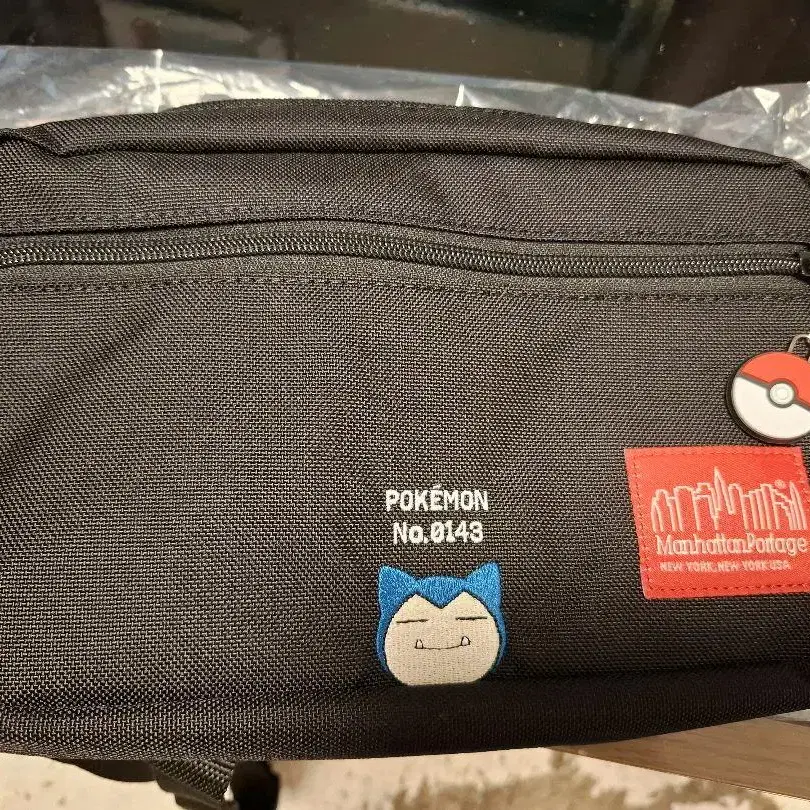 POKÉMON
No.0143
®
ManhattanPortage
NEW YORK, NEW YORK USA